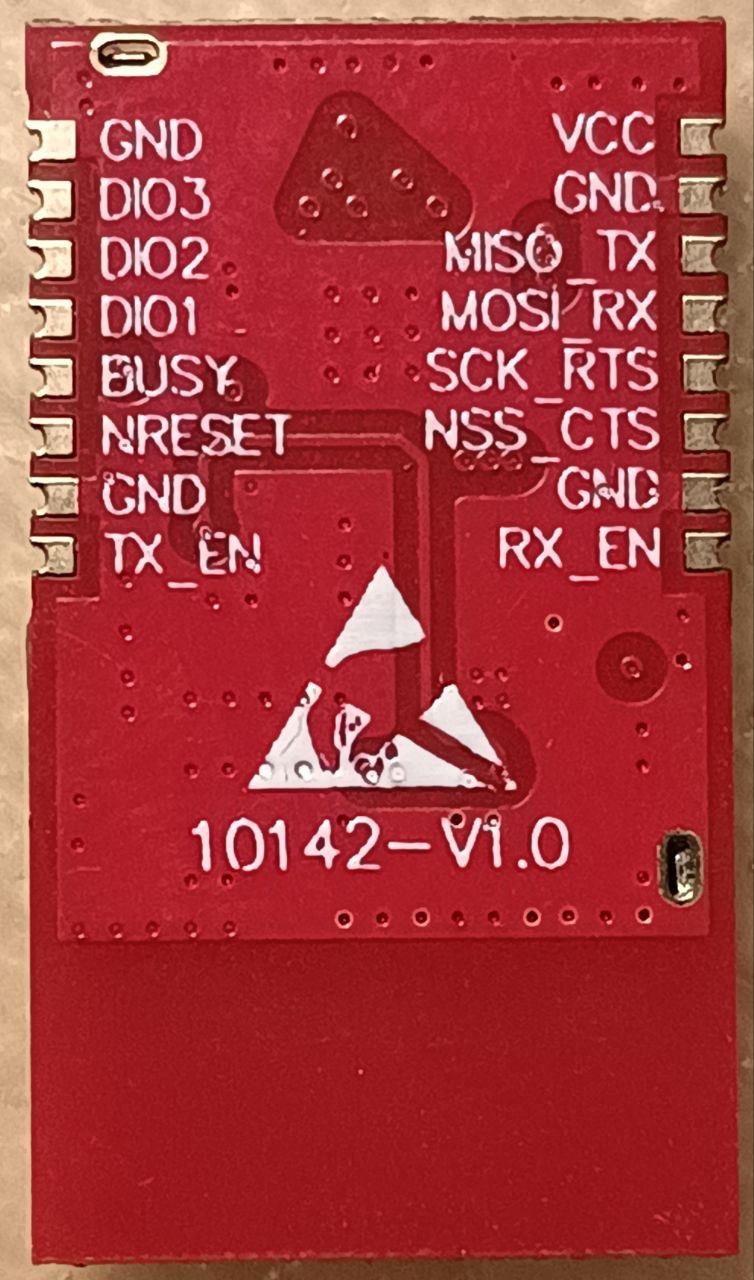 GND VCC
DIO3 GND
DIO2 MISO_TX
DIO1 MOSI_RX
BUSY SCK_RTS
NRESET NSS_CTS
GND GND
TX_EN RX_EN
10142-V1.0